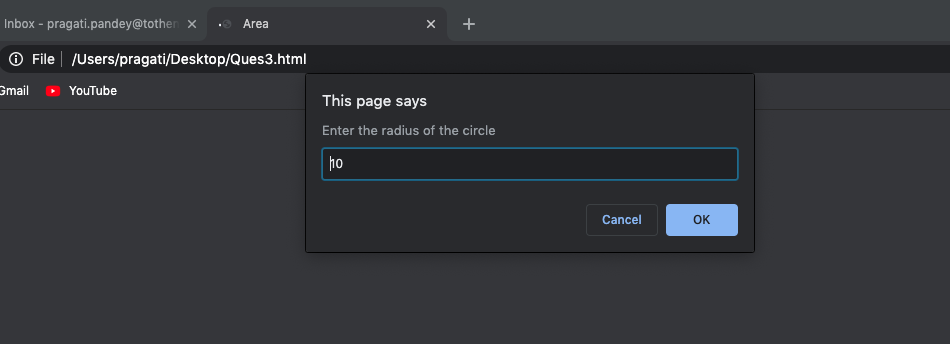 Inbox - pragati.pandey@tothen
Area
File /Users/pragati/Desktop/Ques3.html
Gmail YouTube
This page says
Enter the radius of the circle
10
Cancel OK